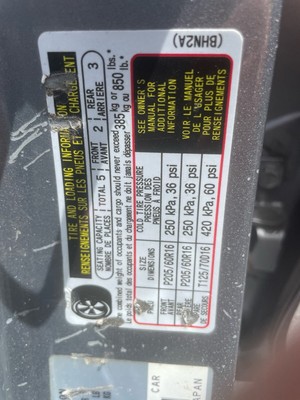 (BHN2A)
TIRE AND LOADING INFORMATION
RENSEIGNEMENTS SUR LES PNEUS ET LE CHARGEMENT
SEATING CAPACITY TOTAL 5 FRONT 2 REAR 3
NOMBRE DE PLACES AVANT ARRIÈRE
The combined weight of occupants and cargo should never exceed 385 kg or 850 lbs.
Le poids total des occupants et du chargement ne doit jamais dépasser 385 kg ou 850 lb.
SIZE COLD TIRE PRESSURE
DIMENSIONS PRESSION DES PNEUS À FROID
FRONT AVANT P205/60R16 250 kPa, 36 psi
REAR P205/60R16 250 kPa, 36 psi
DE SECOURS T125/70D16 420 kPa, 60 psi
SEE OWNER'S MANUAL FOR ADDITIONAL INFORMATION
VOIR LE MANUEL DE L'USAGER POUR PLUS DE RENSEIGNEMENTS
CAR